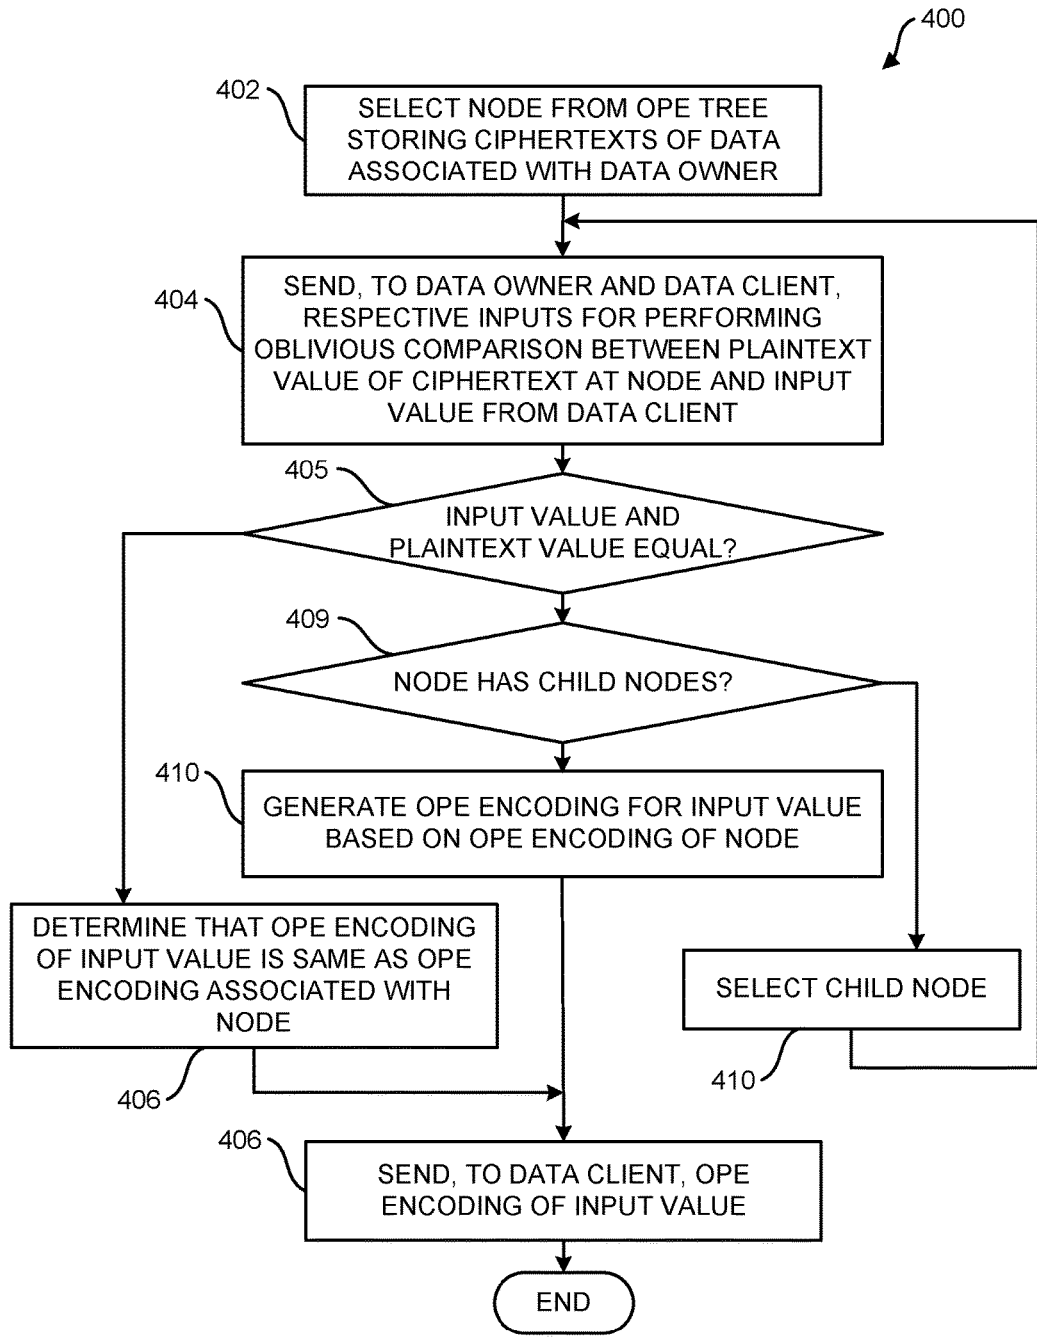 400
402
SELECT NODE FROM OPE TREE
STORING CIPHERTEXTS OF DATA
ASSOCIATED WITH DATA OWNER
404
SEND, TO DATA OWNER AND DATA CLIENT,
RESPECTIVE INPUTS FOR PERFORMING
OBLIVIOUS COMPARISON BETWEEN PLAINTEXT
VALUE OF CIPHERTEXT AT NODE AND INPUT
VALUE FROM DATA CLIENT
405
INPUT VALUE AND
PLAINTEXT VALUE EQUAL?
409
NODE HAS CHILD NODES?
410
GENERATE OPE ENCODING FOR INPUT VALUE
BASED ON OPE ENCODING OF NODE
DETERMINE THAT OPE ENCODING
OF INPUT VALUE IS SAME AS OPE
ENCODING ASSOCIATED WITH
NODE
406
SELECT CHILD NODE
410
406
SEND, TO DATA CLIENT, OPE
ENCODING OF INPUT VALUE
END